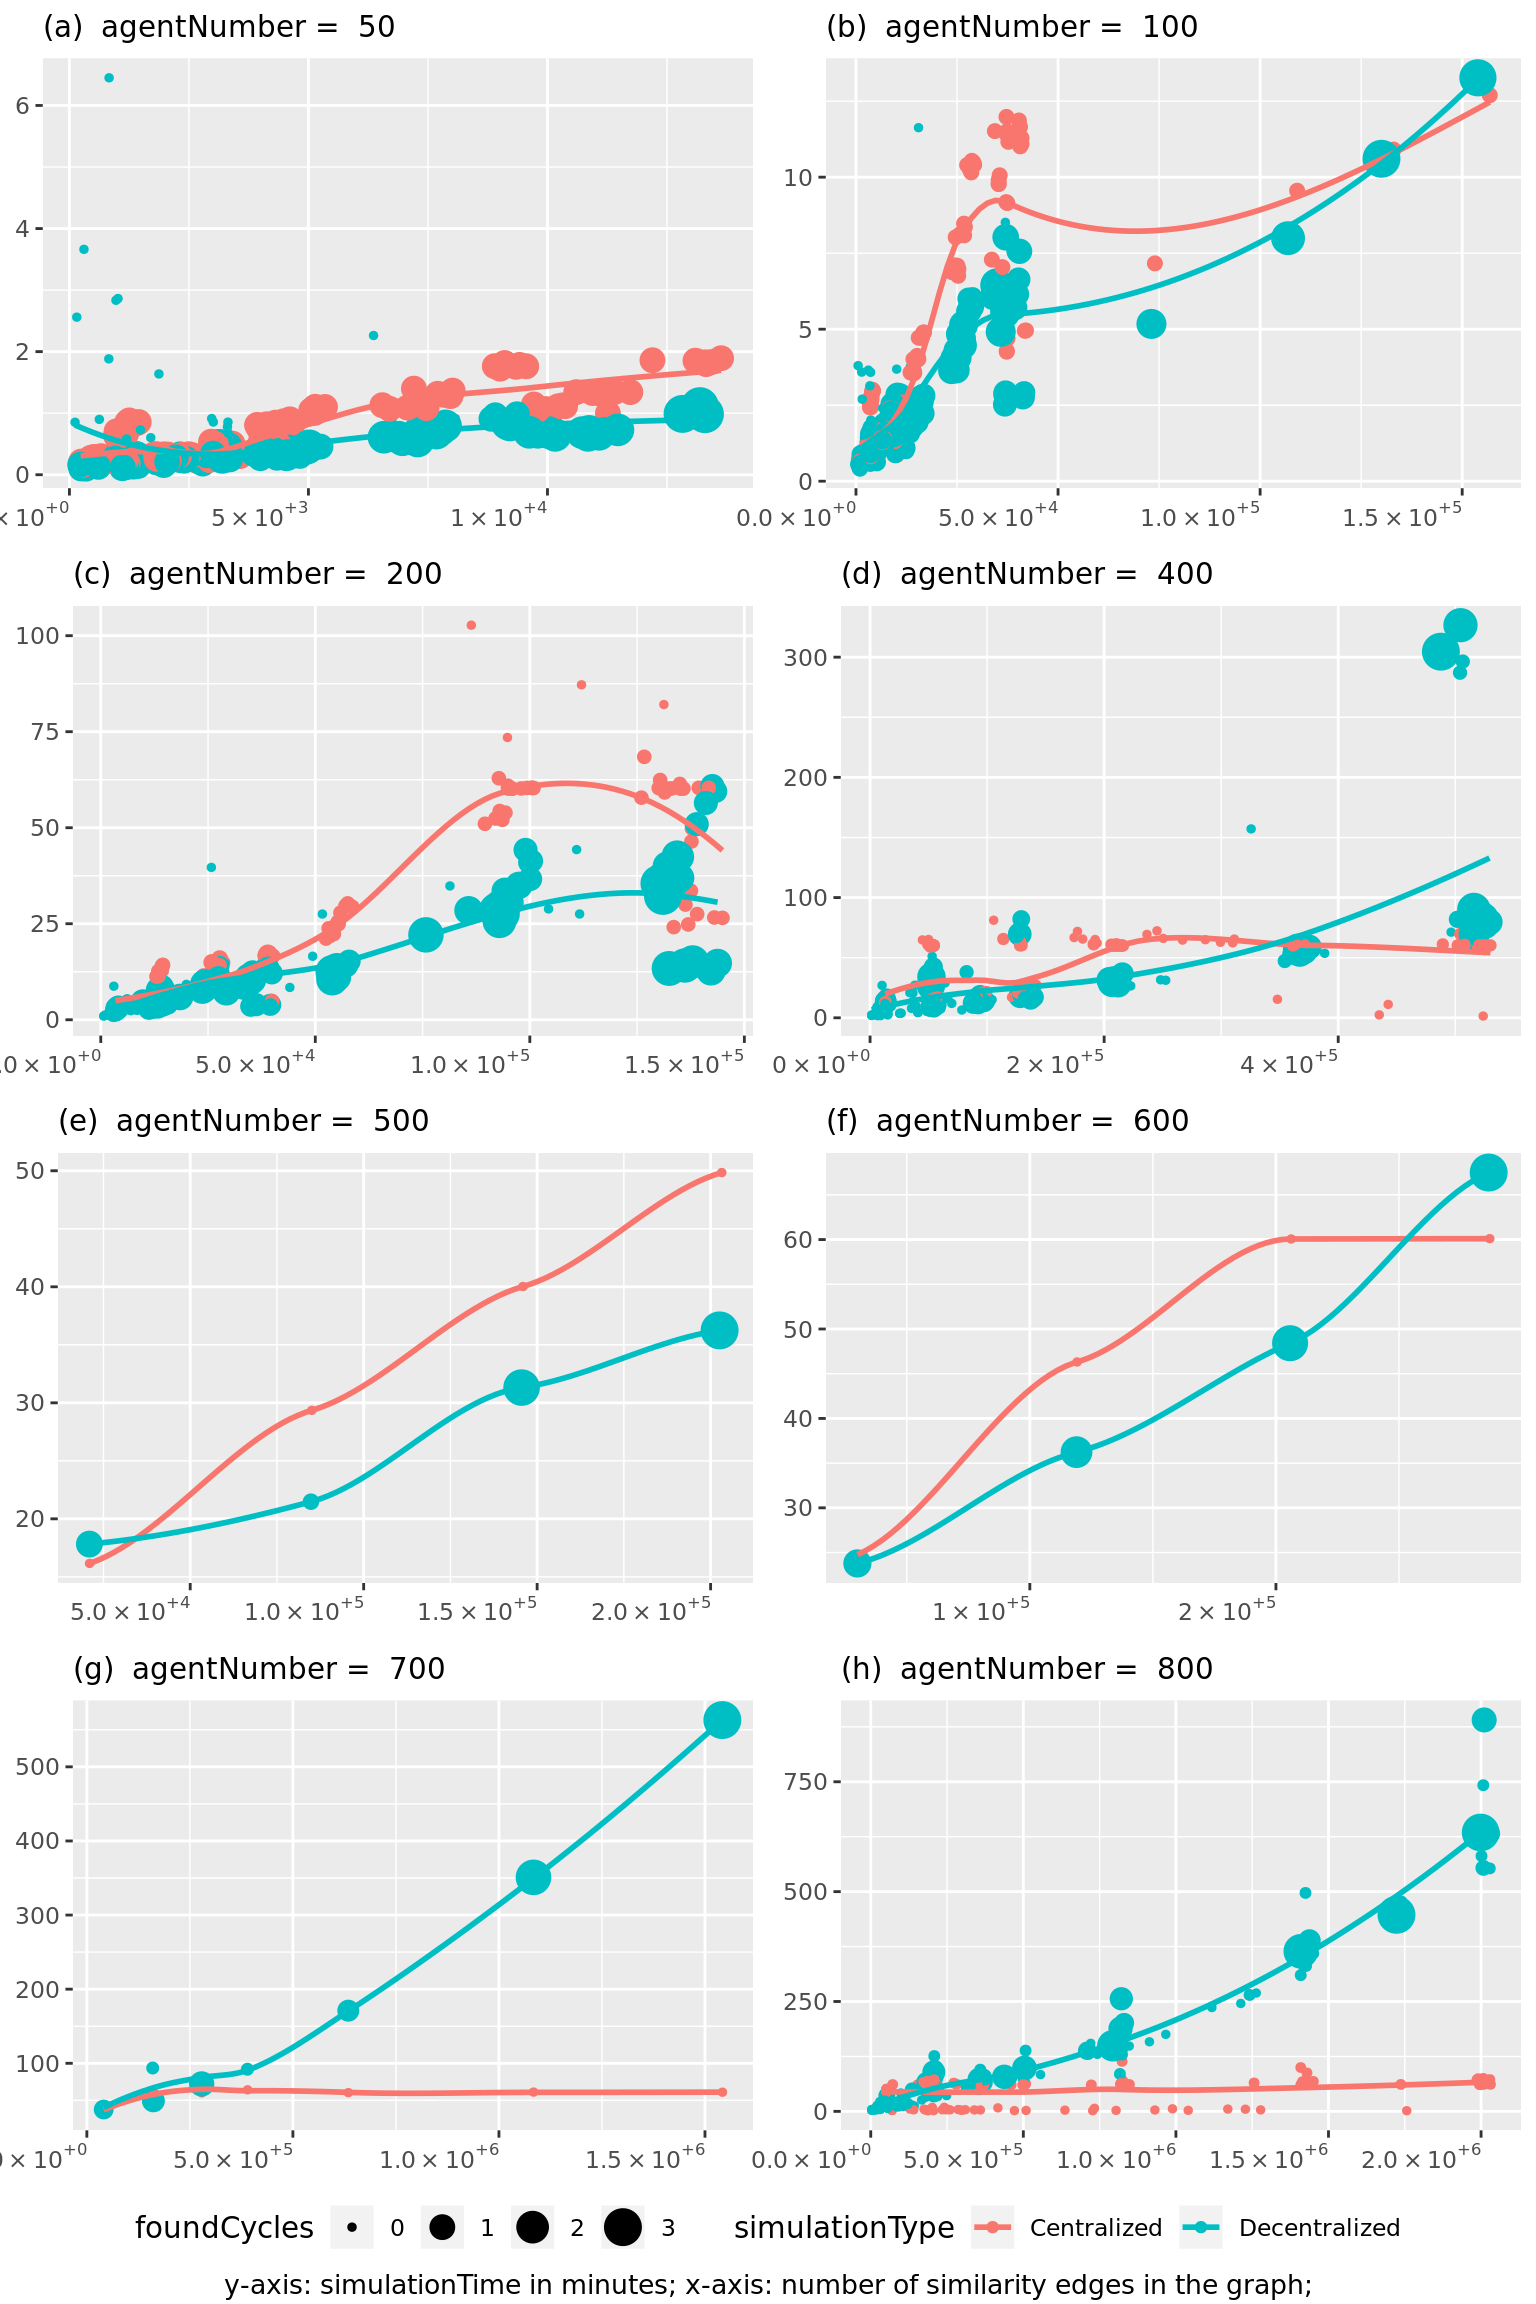 (a) agentNumber = 50
6
4
2
0
×10⁺⁰ 5×10⁺³ 1×10⁺⁴
(b) agentNumber = 100
10
5
0
0.0×10⁺⁰ 5.0×10⁺⁴ 1.0×10⁺⁵ 1.5×10⁺⁵
(c) agentNumber = 200
100
75
50
25
0
.0×10⁺⁰ 5.0×10⁺⁴ 1.0×10⁺⁵ 1.5×10⁺⁵
(d) agentNumber = 400
300
200
100
0
0×10⁺⁰ 2×10⁺⁵ 4×10⁺⁵
(e) agentNumber = 500
50
40
30
20
5.0×10⁺⁴ 1.0×10⁺⁵ 1.5×10⁺⁵ 2.0×10⁺⁵
(f) agentNumber = 600
60
50
40
30
1×10⁺⁵ 2×10⁺⁵
(g) agentNumber = 700
500
400
300
200
100
0×10⁺⁰ 5.0×10⁺⁵ 1.0×10⁺⁶ 1.5×10⁺⁶
(h) agentNumber = 800
750
500
250
0
0.0×10⁺⁰ 5.0×10⁺⁵ 1.0×10⁺⁶ 1.5×10⁺⁶ 2.0×10⁺⁶
foundCycles 0 1 2 3 simulationType Centralized Decentralized
y-axis: simulationTime in minutes; x-axis: number of similarity edges in the graph;